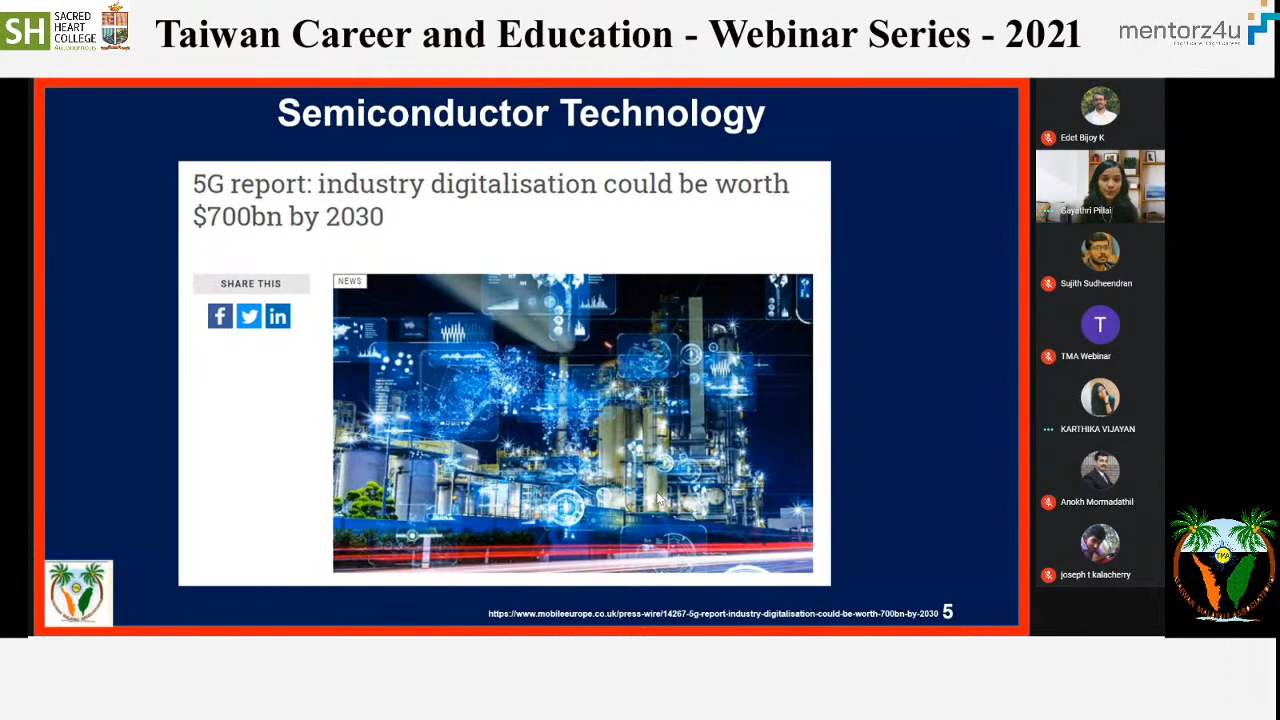 SH
SACRED
HEART
COLLEGE
Autonomous
Taiwan Career and Education - Webinar Series - 2021
mentorz4u
Semiconductor Technology
5G report: industry digitalisation could be worth
$700bn by 2030
SHARE THIS
NEWS
https://www.mobileeurope.co.uk/press-wire/14267-5g-report-industry-digitalisation-could-be-worth-700bn-by-2030
5
Edet Bijoy K
Gayathri Pillai
Sujith Sudheendran
T
TMA Webinar
KARTHIKA VIJAYAN
Anokh Mormadathil
joseph t kalacherry
TMA